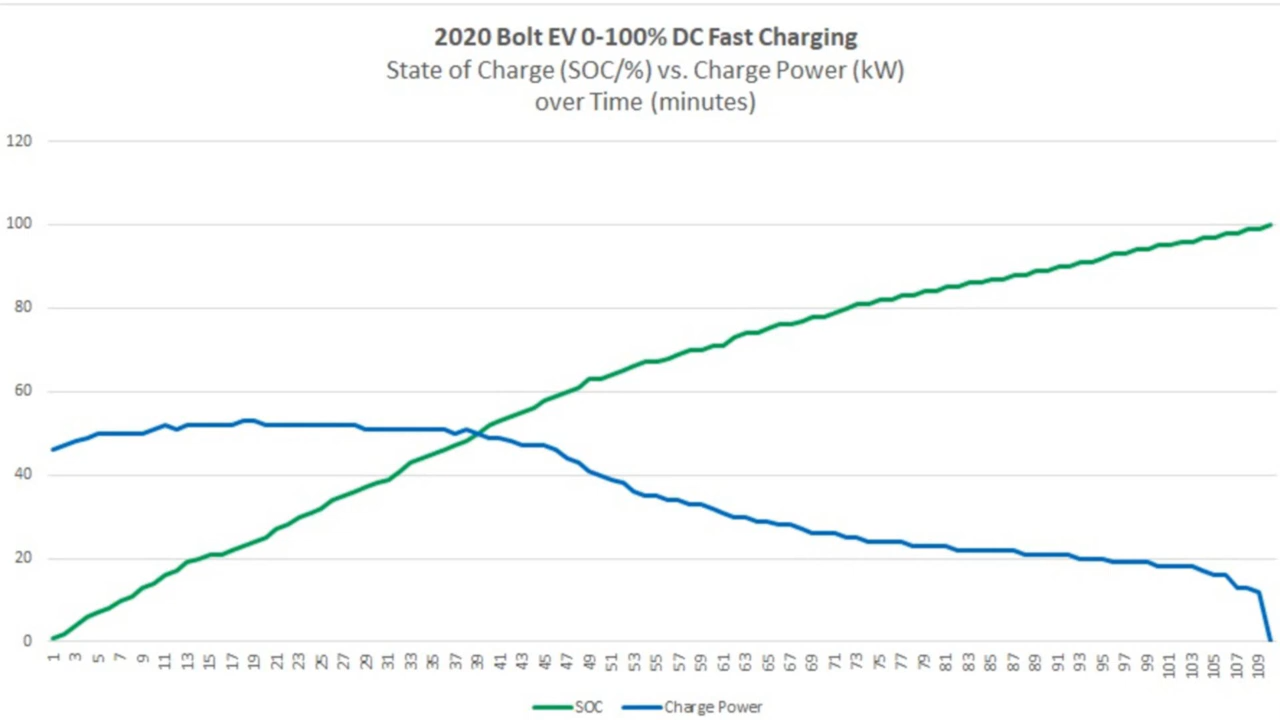 2020 Bolt EV 0-100% DC Fast Charging
State of Charge (SOC/%) vs. Charge Power (kW)
over Time (minutes)
120
100
80
60
40
20
0
1 3 5 7 9 11 13 15 17 19 21 23 25 27 29 31 33 35 37 39 41 43 45 47 49 51 53 55 57 59 61 63 65 67 69 71 73 75 77 79 81 83 85 87 89 91 93 95 97 99 101 103 105 107 109
SOC Charge Power